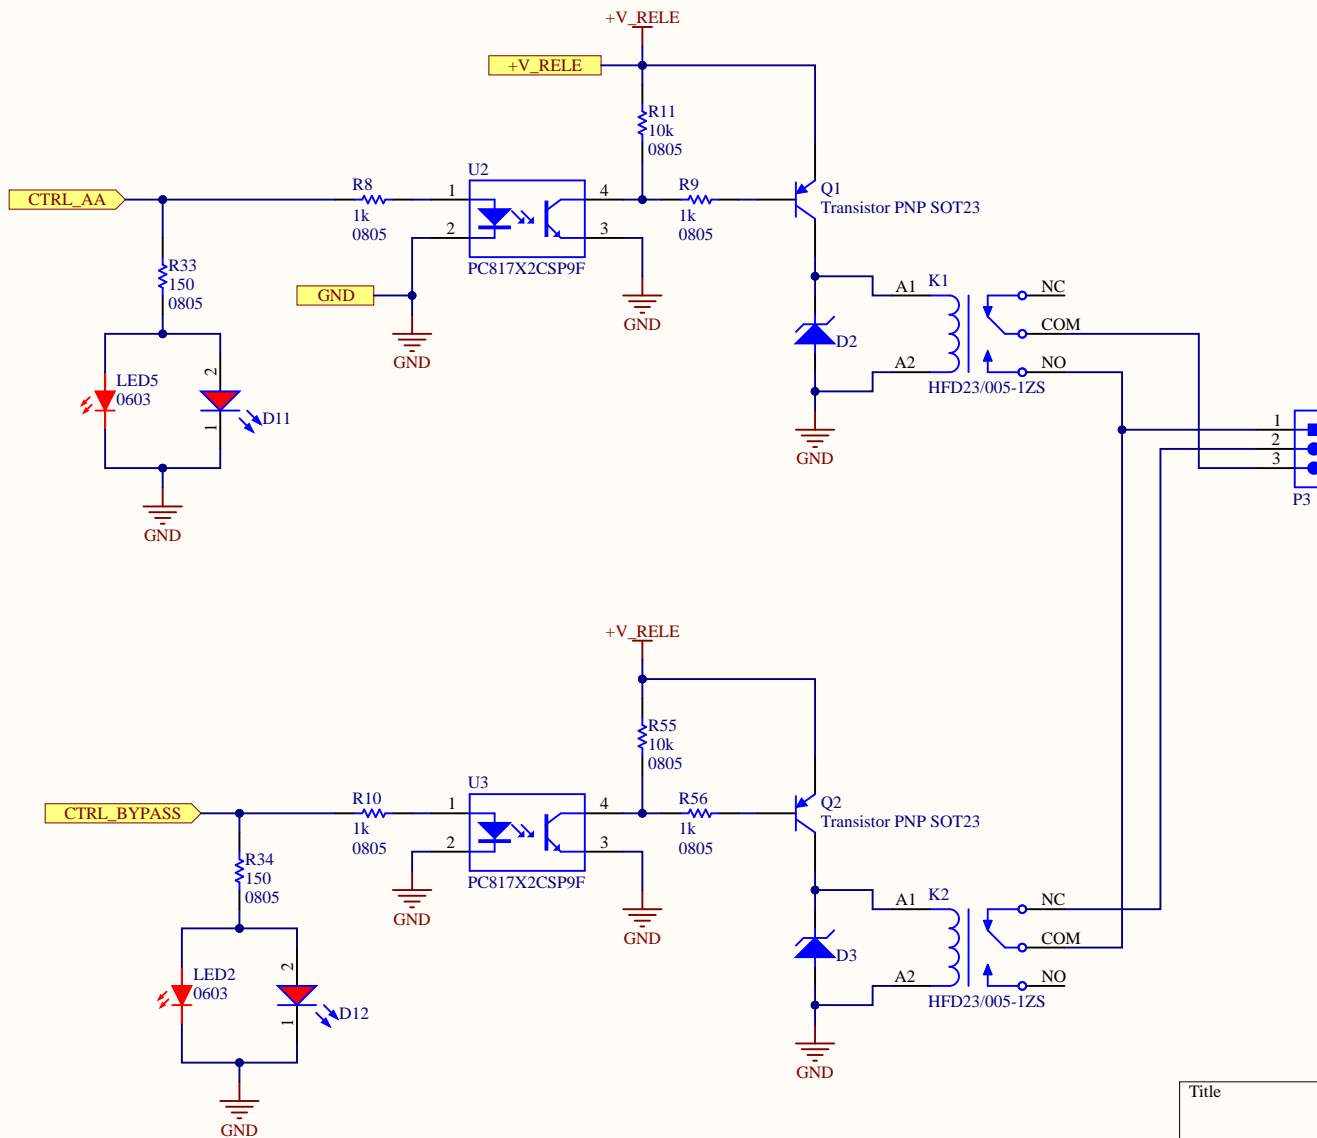 +V_RELE
+V_RELE
R11
10k
0805
U2
CTRL_AA
R8
1k
0805
1
2
4
3
PC817X2CSP9F
R9
1k
0805
Q1
Transistor PNP SOT23
R33
150
0805
GND
GND
GND
A1
K1
NC
COM
A2
NO
D2
HFD23/005-1ZS
GND
LED5
0603
2
1
D11
GND
1
2
3
P3
+V_RELE
R55
10k
0805
U3
CTRL_BYPASS
R10
1k
0805
1
2
4
3
PC817X2CSP9F
R56
1k
0805
Q2
Transistor PNP SOT23
R34
150
0805
GND
GND
A1
K2
NC
COM
A2
NO
D3
HFD23/005-1ZS
GND
LED2
0603
2
1
D12
GND
Title